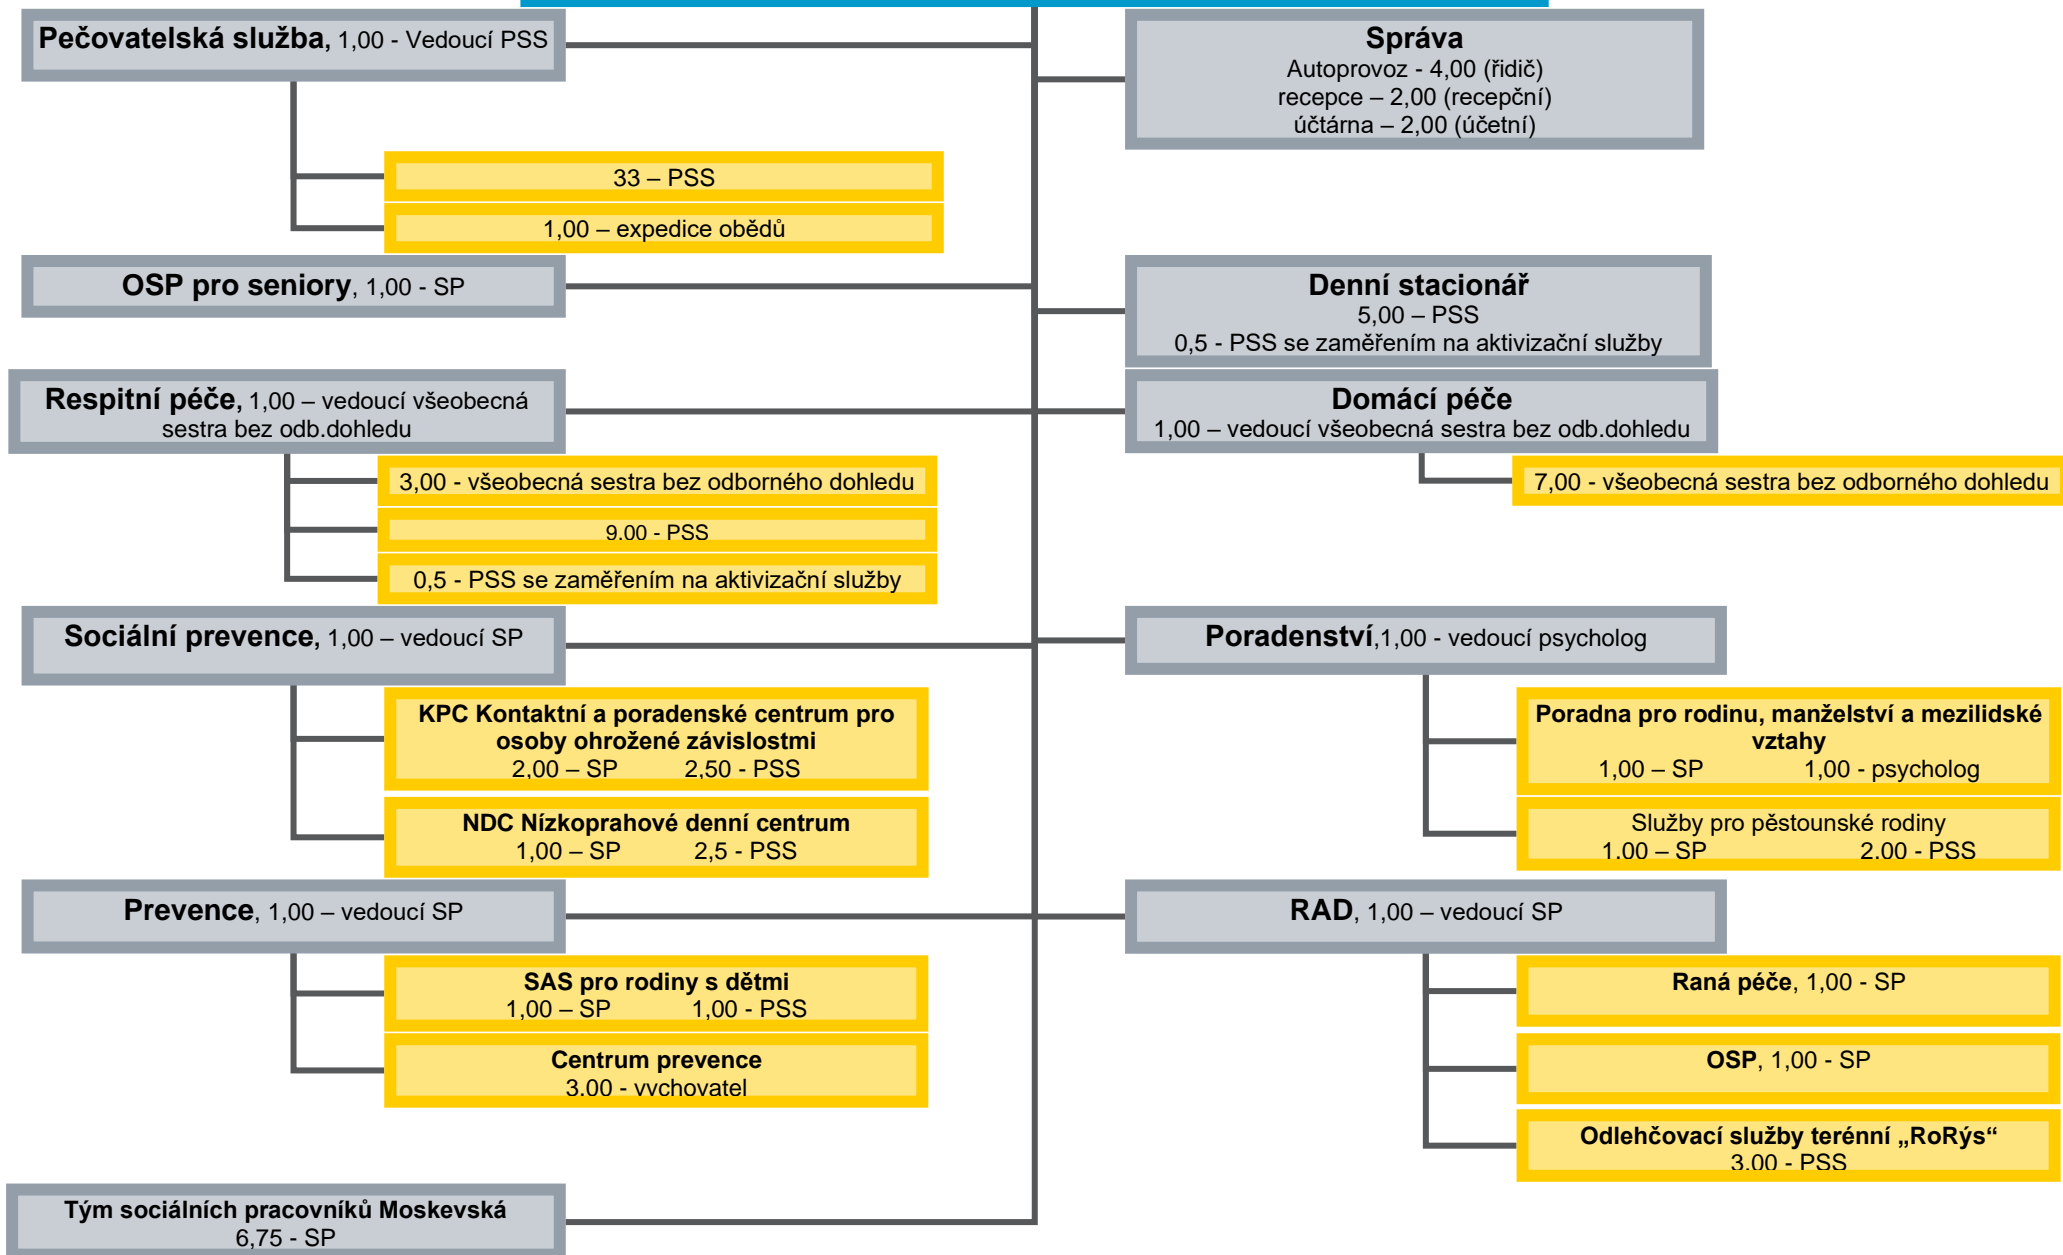 Pečovatelská služba, 1,00 - Vedoucí PSS
33 – PSS
1,00 – expedice obědů
OSP pro seniory, 1,00 - SP
Respitní péče, 1,00 – vedoucí všeobecná
sestra bez odb.dohledu
3,00 - všeobecná sestra bez odborného dohledu
9.00 - PSS
0,5 - PSS se zaměřením na aktivizační služby
Sociální prevence, 1,00 – vedoucí SP
KPC Kontaktní a poradenské centrum pro
osoby ohrožené závislostmi
2,00 – SP 2,50 - PSS
NDC Nízkoprahové denní centrum
1,00 – SP 2,5 - PSS
Prevence, 1,00 – vedoucí SP
SAS pro rodiny s dětmi
1,00 – SP 1,00 - PSS
Centrum prevence
3.00 - vychovatel
Tým sociálních pracovníků Moskevská
6,75 - SP
Správa
Autoprovoz - 4,00 (řidič)
recepce – 2,00 (recepční)
účtárna – 2,00 (účetní)
Denní stacionář
5,00 – PSS
0,5 - PSS se zaměřením na aktivizační služby
Domácí péče
1,00 – vedoucí všeobecná sestra bez odb.dohledu
7,00 - všeobecná sestra bez odborného dohledu
Poradenství,1,00 - vedoucí psycholog
Poradna pro rodinu, manželství a mezilidské
vztahy
1,00 – SP 1,00 - psycholog
Služby pro pěstounské rodiny
1.00 – SP 2.00 - PSS
RAD, 1,00 – vedoucí SP
Raná péče, 1,00 - SP
OSP, 1,00 - SP
Odlehčovací služby terénní „RoRýs“
3.00 - PSS